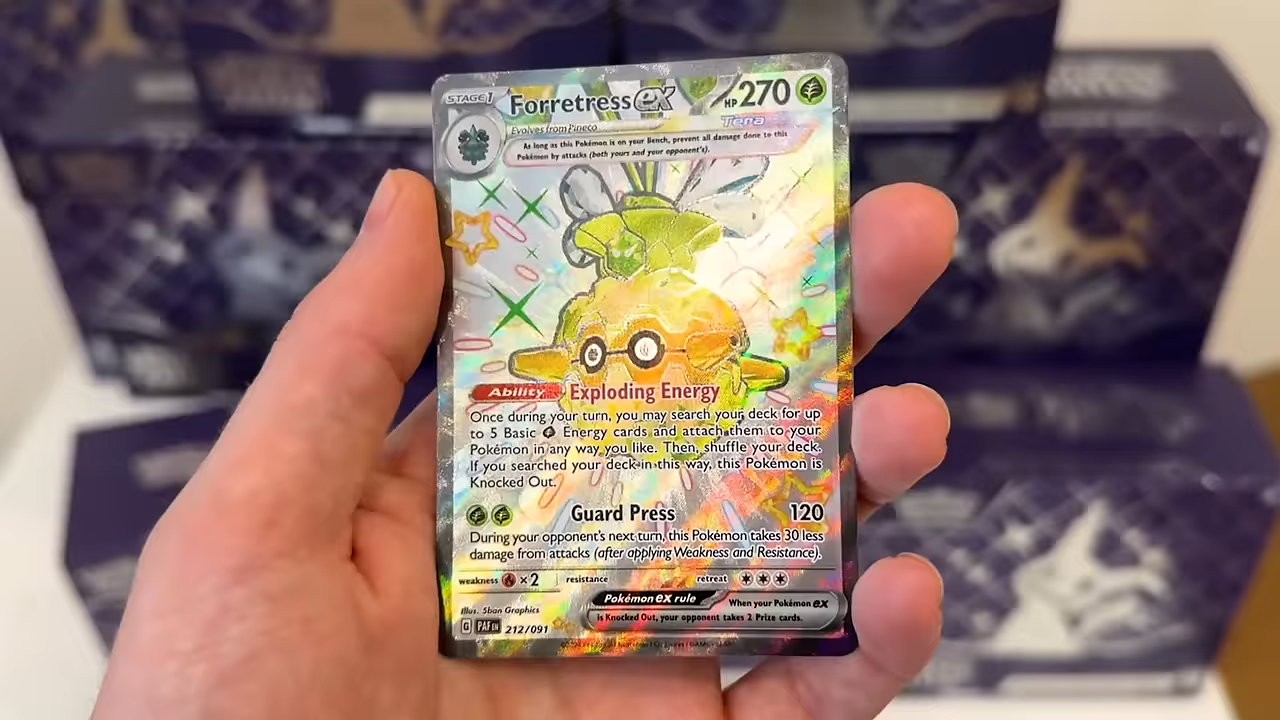 STAGE1 Forretress ex HP 270
Evolves from Pineco Tera
As long as this Pokémon is on your Bench, prevent all damage done to this
Pokémon by attacks (both yours and your opponent's).
Ability Exploding Energy
Once during your turn, you may search your deck for up
to 5 Basic Energy cards and attach them to your
Pokémon in any way you like. Then, shuffle your deck.
If you searched your deck in this way, this Pokémon is
Knocked Out.
Guard Press 120
During your opponent's next turn, this Pokémon takes 30 less
damage from attacks (after applying Weakness and Resistance).
weakness ×2 resistance retreat
Pokémon ex rule When your Pokémon ex
is Knocked Out, your opponent takes 2 Prize cards.
Illus. 5ban Graphics
G PAF EN 212/091